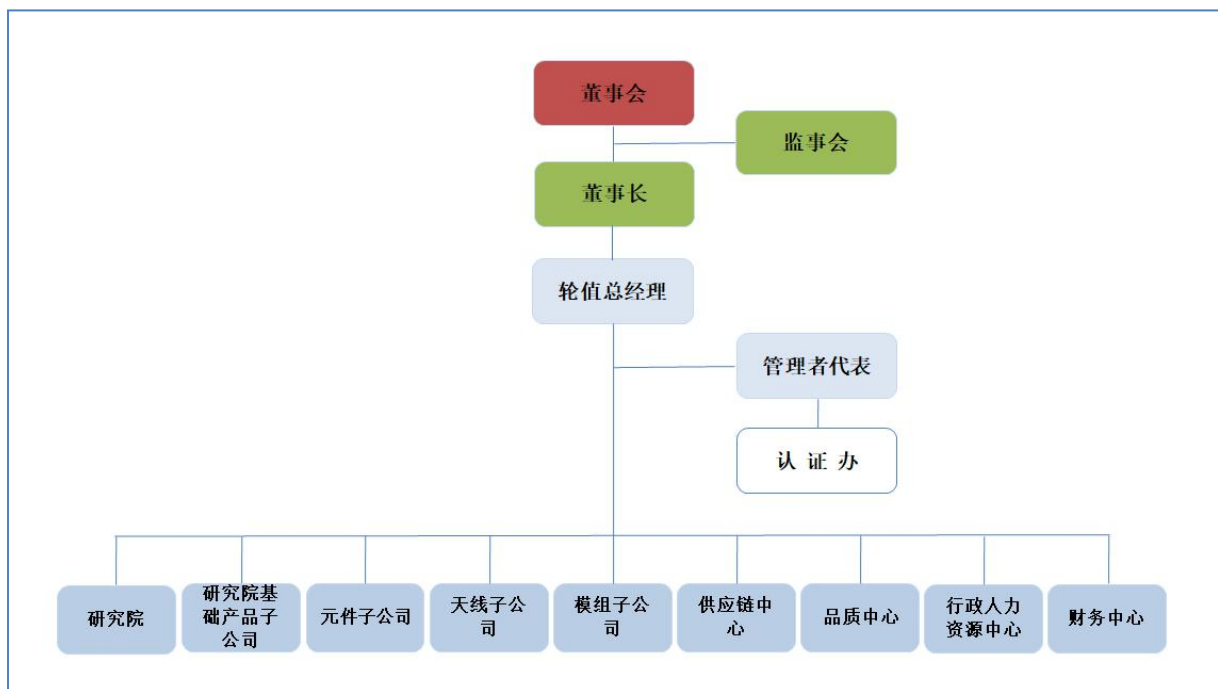 董事会
监事会
董事长
轮值总经理
管理者代表
认 证 办
研究院
研究院基
础产品子
公司
元件子公司
天线子公
司
模组子公司
供应链中
心
品质中心
行政人力
资源中心
财务中心